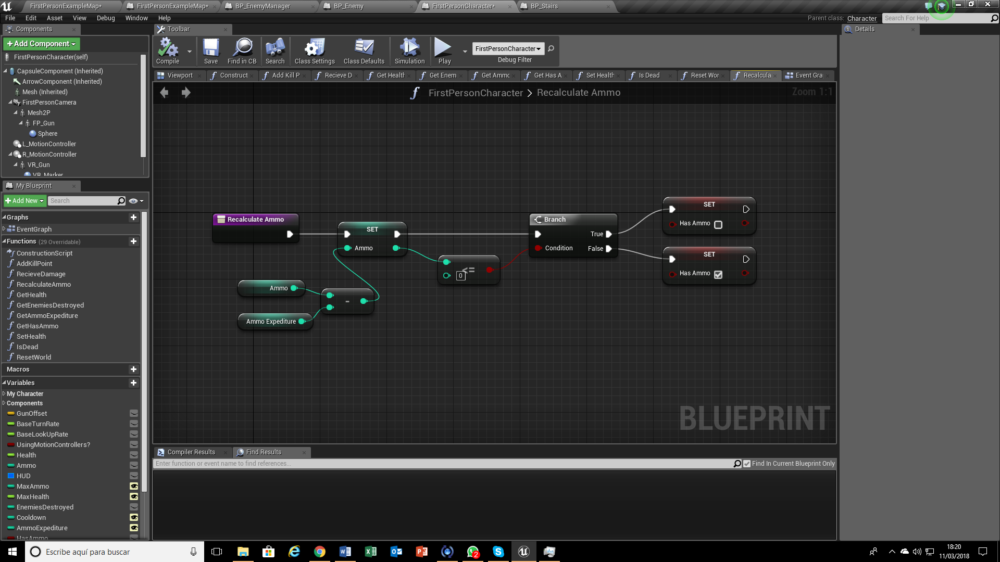 FirstPersonExampleMap*
FirstPersonExampleMap*
BP_EnemyManager
BP_Enemy
FirstPersonCharacter*
BP_Stairs
File Edit Asset View Debug Window Help
Parent class: Character
Search For Help
Components
Toolbar
Details
+Add Component
FirstPersonCharacter(self)
CapsuleComponent (Inherited)
ArrowComponent (Inherited)
Mesh (Inherited)
FirstPersonCamera
Mesh2P
FP_Gun
Sphere
L_MotionController
R_MotionController
VR_Gun
VR_Marker
Compile
Save
Find in CB
Search
Class Settings
Class Defaults
Simulation
Play
FirstPersonCharacter
Debug Filter
Viewport
Construct
Add Kill P
Recieve D
Get Health
Get Enem
Get Ammo
Get Has A
Set Health
Is Dead
Reset Wor
Recalcula
Event Gra
FirstPersonCharacter > Recalculate Ammo
Zoom 1:1
My Blueprint
+Add New
Search
Graphs
EventGraph
Functions (29 Overridable)
ConstructionScript
AddKillPoint
RecieveDamage
RecalculateAmmo
GetHealth
GetEnemiesDestroyed
GetAmmoExpediture
GetHasAmmo
SetHealth
IsDead
ResetWorld
Macros
Variables
My Character
Components
GunOffset
BaseTurnRate
BaseLookUpRate
UsingMotionControllers?
Health
Ammo
HUD
MaxAmmo
MaxHealth
EnemiesDestroyed
Cooldown
AmmoExpediture
HasAmmo
Recalculate Ammo
SET
Ammo
Ammo
Ammo Expediture
-
0
<=
Branch
True
Condition
False
SET
Has Ammo
SET
Has Ammo
BLUEPRINT
Compiler Results
Find Results
Enter function or event name to find references...
Find In Current Blueprint Only
Escribe aquí para buscar
2
18:20
11/03/2018